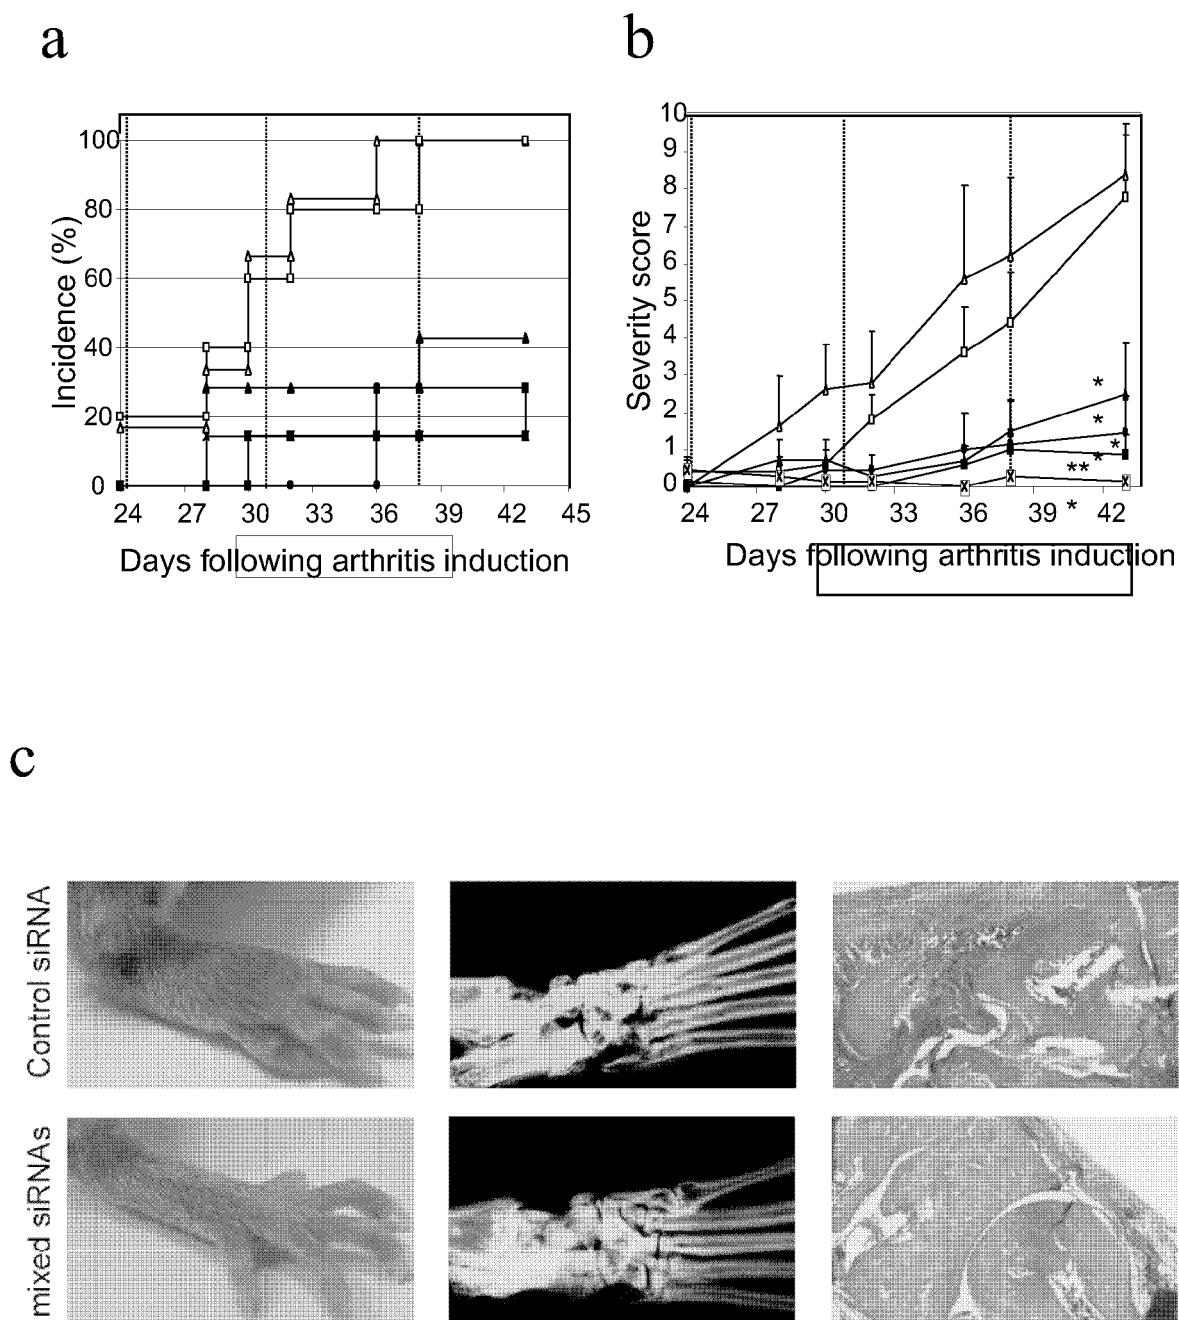 a
b
Incidence (%)
100
80
60
40
20
0
24 27 30 33 36 39 43 45
Days following arthritis induction
Severity score
10
9
8
7
6
5
4
3
2
1
0
*
*
*
*
**
*
24 27 30 33 36 39 42
Days following arthritis induction
c
Control siRNA
mixed siRNAs